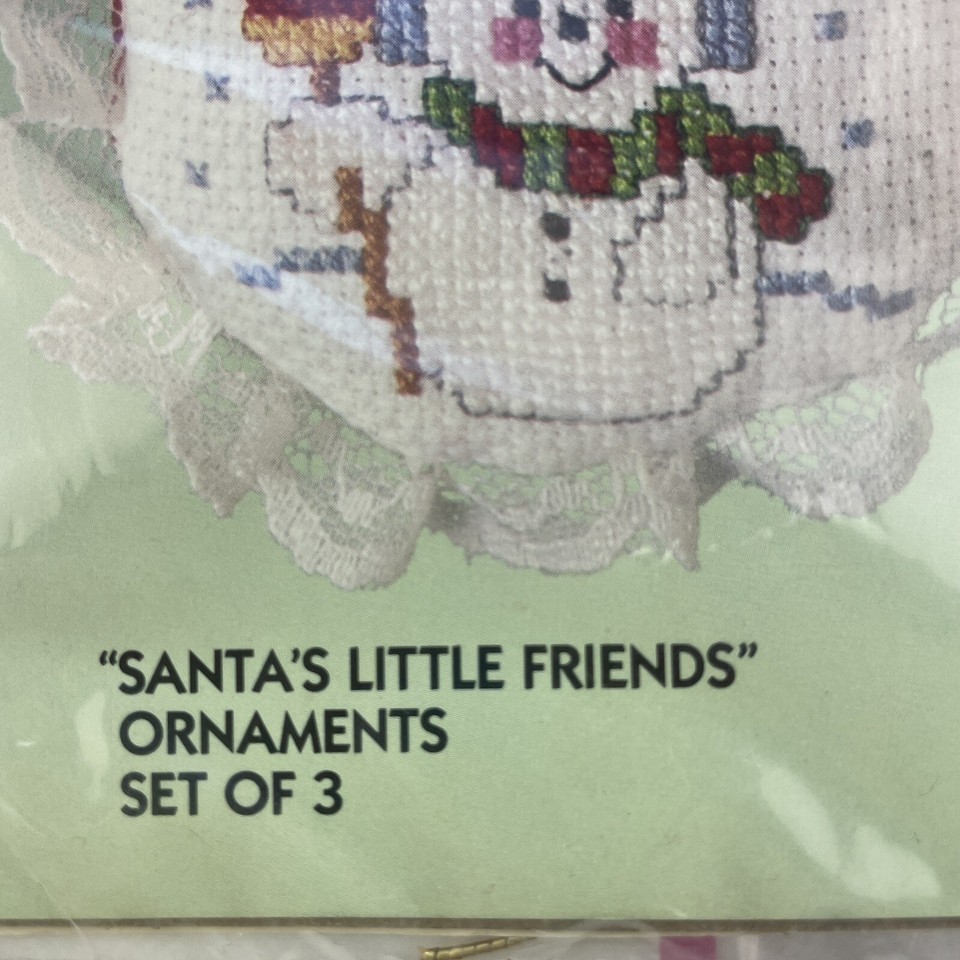 “SANTA’S LITTLE FRIENDS”
ORNAMENTS
SET OF 3